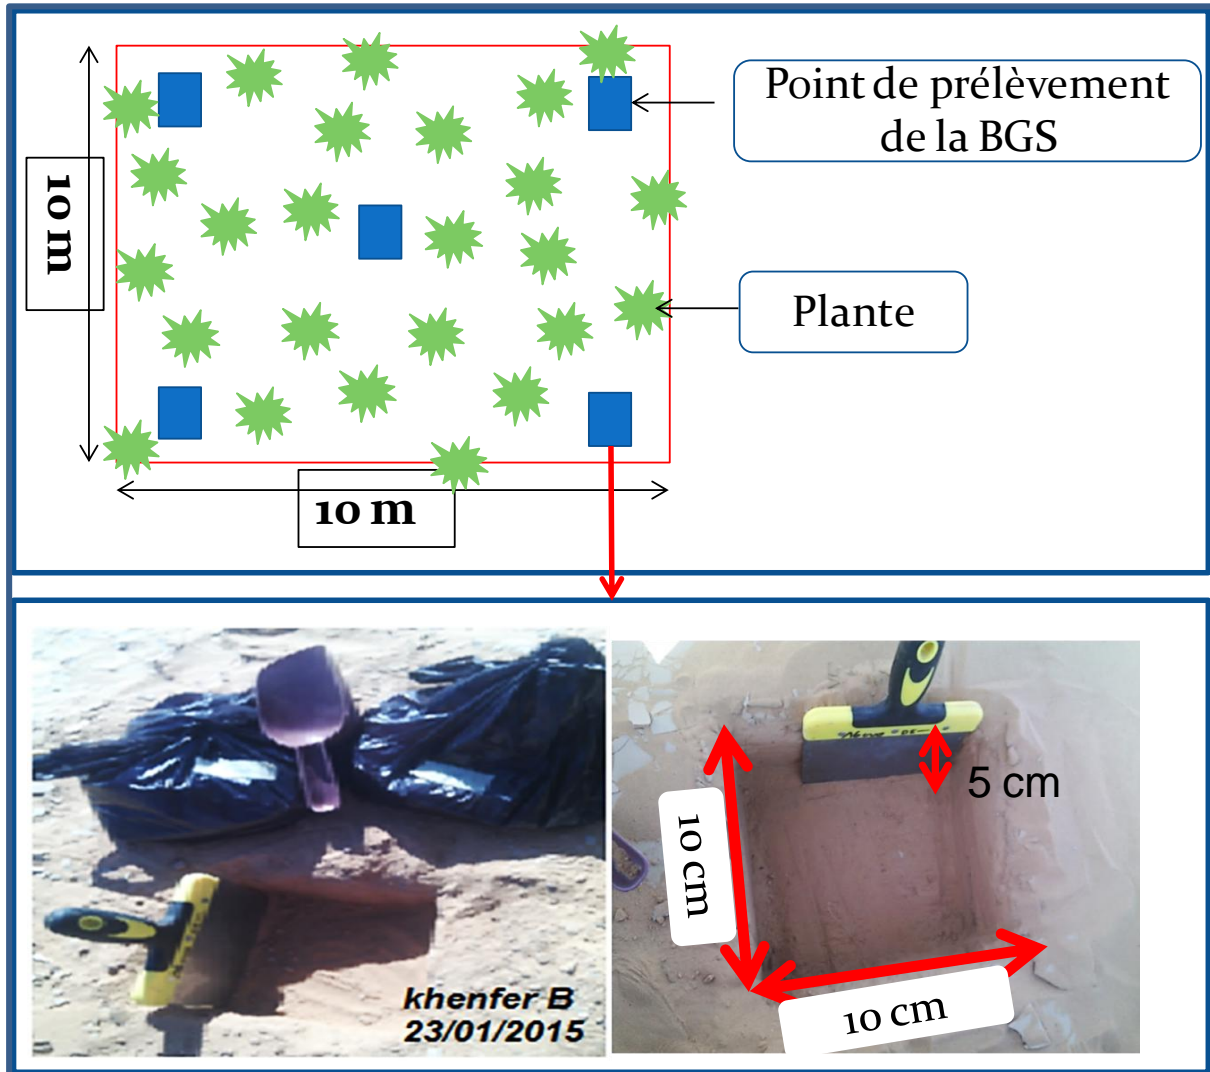 Point de prélèvement
de la BGS
10 m
Plante
10 m
5 cm
10 cm
10 cm
khenfer B
23/01/2015